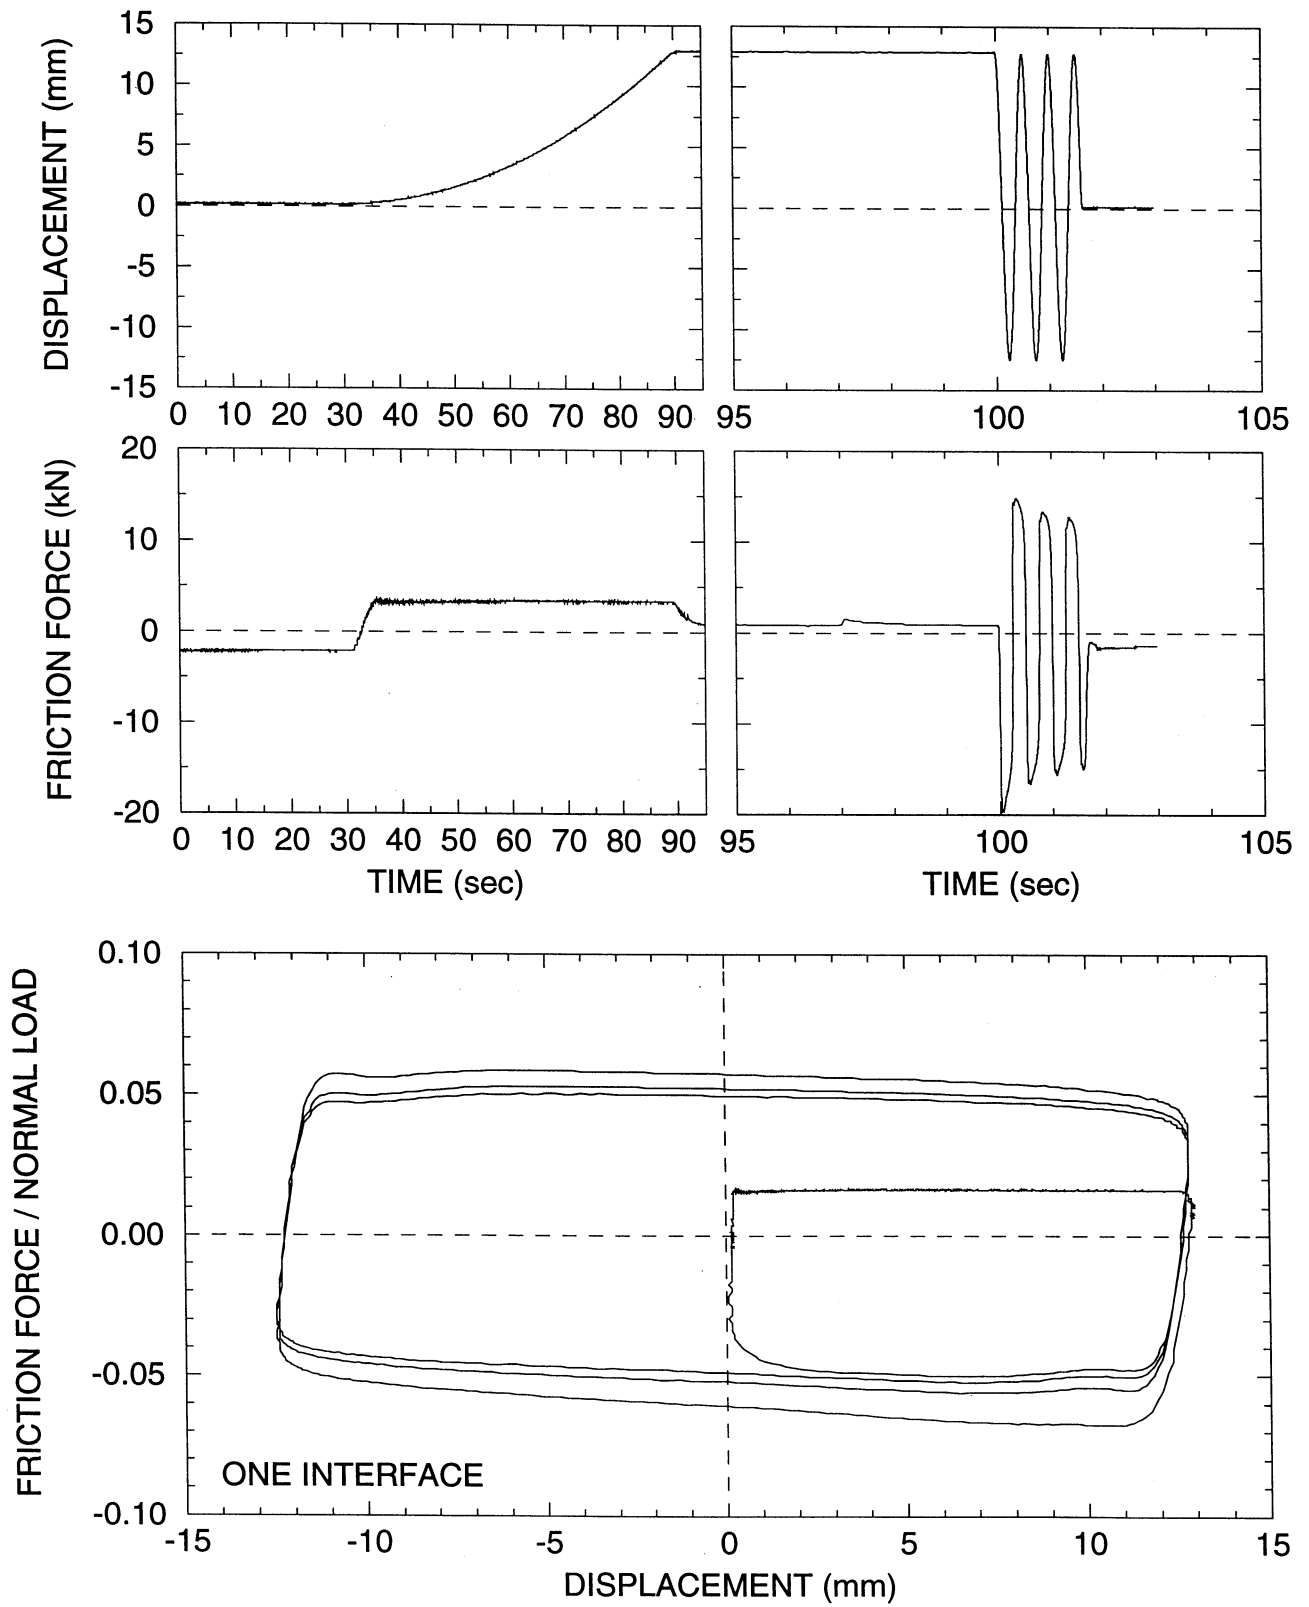 DISPLACEMENT (mm)
15
10
5
0
-5
-10
-15
0 10 20 30 40 50 60 70 80 90 95 100 105
FRICTION FORCE (kN)
20
10
0
-10
-20
0 10 20 30 40 50 60 70 80 90 95 100 105
TIME (sec) TIME (sec)
FRICTION FORCE / NORMAL LOAD
0.10
0.05
0.00
-0.05
-0.10
ONE INTERFACE
-15 -10 -5 0 5 10 15
DISPLACEMENT (mm)